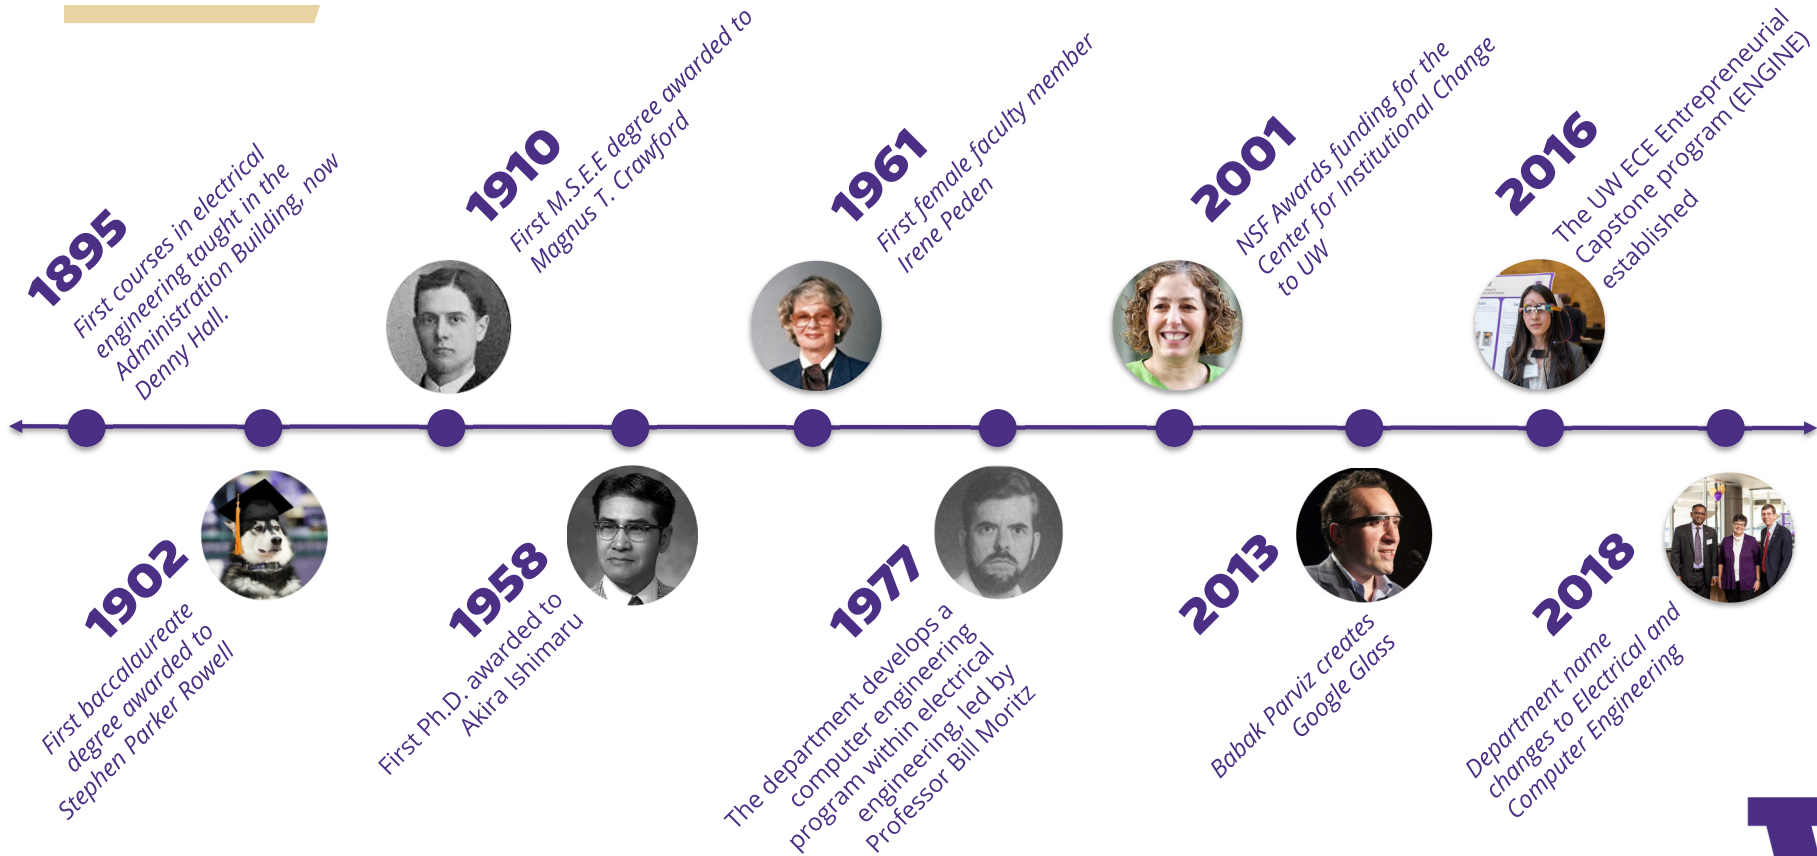 1895
First courses in electrical
engineering taught in the
Administration Building, now
Denny Hall.
1902
First baccalaureate
degree awarded to
Stephen Parker Rowell
1910
First M.S.E.E degree awarded to
Magnus T. Crawford
1958
First Ph.D. awarded to
Akira Ishimaru
1961
First female faculty member
Irene Peden
1977
The department develops a
computer engineering
program within electrical
engineering, led by
Professor Bill Moritz
2001
NSF Awards funding for the
Center for Institutional Change
to UW
2013
Babak Parviz creates
Google Glass
2016
The UW ECE Entrepreneurial
Capstone program (ENGINE)
established
2018
Department name
changes to Electrical and
Computer Engineering